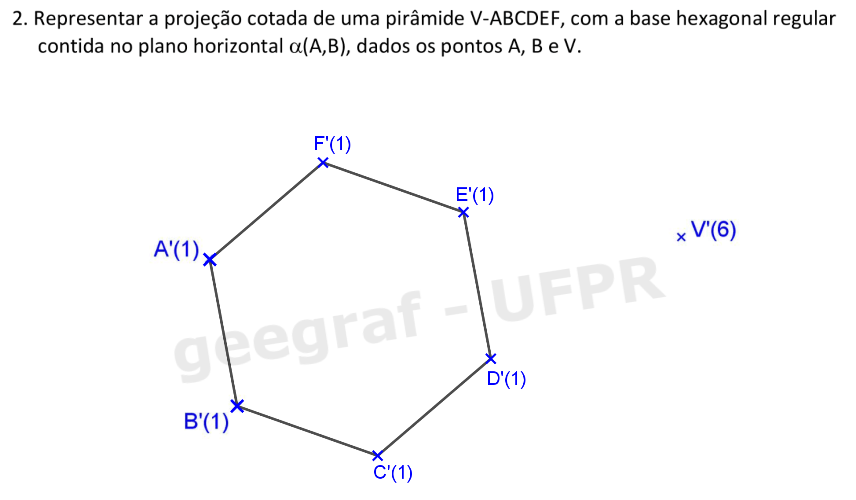 2. Representar a projeção cotada de uma pirâmide V-ABCDEF, com a base hexagonal regular
contida no plano horizontal α(A,B), dados os pontos A, B e V.
F'(1)
E'(1)
V'(6)
A'(1)
geegraf - UFPR
D'(1)
B'(1)
C'(1)